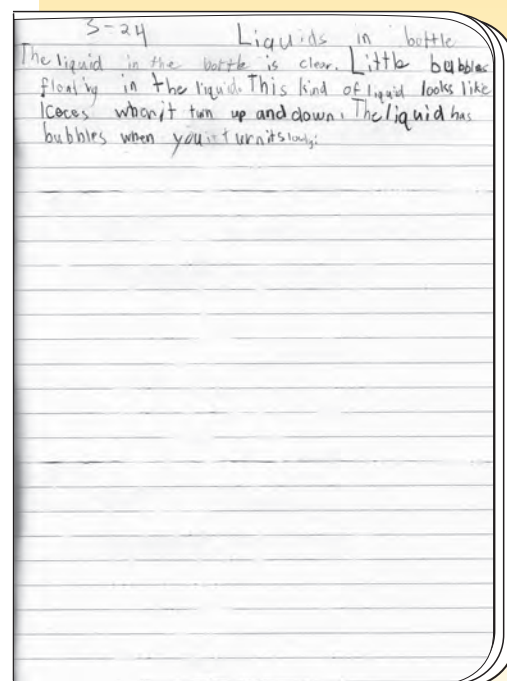 3-24 Liquids in bottle
The liquid in the bottle is clear. Little bubbles
floating in the liquid. This kind of liquid looks like
when it turn up and down. The liquid has
bubbles when you turn it slowly.